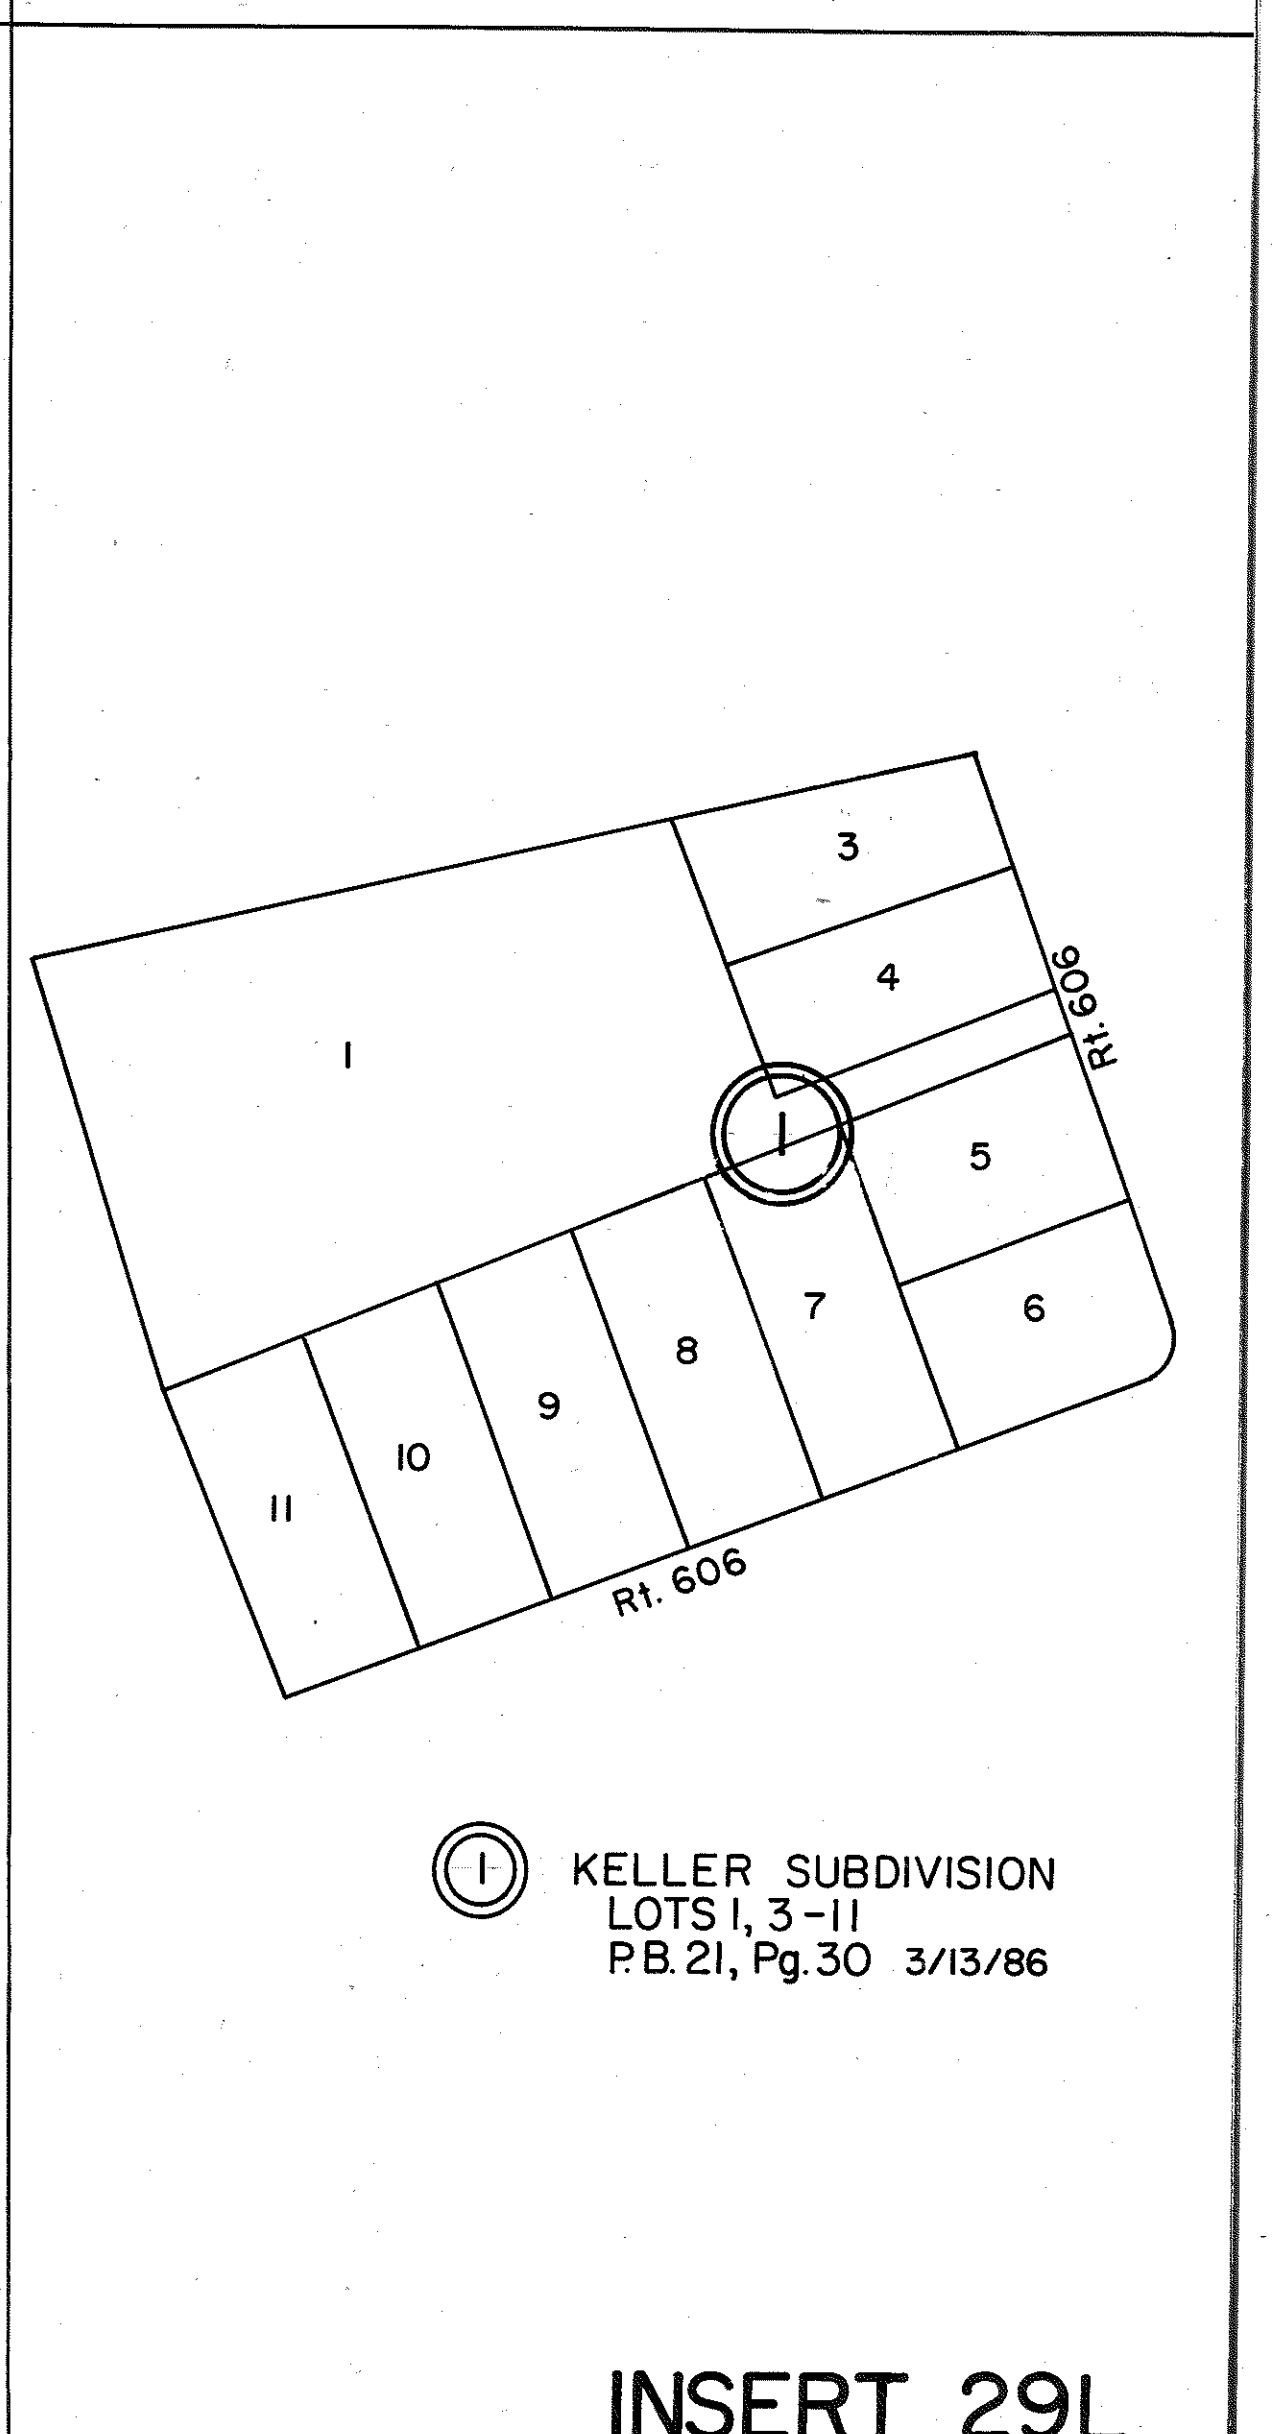 3
4
Rt. 606
1
1
5
7
6
8
9
10
11
Rt. 606
1 KELLER SUBDIVISION
LOTS 1, 3-11
P.B. 21, Pg. 30 3/13/86
INSERT 29L